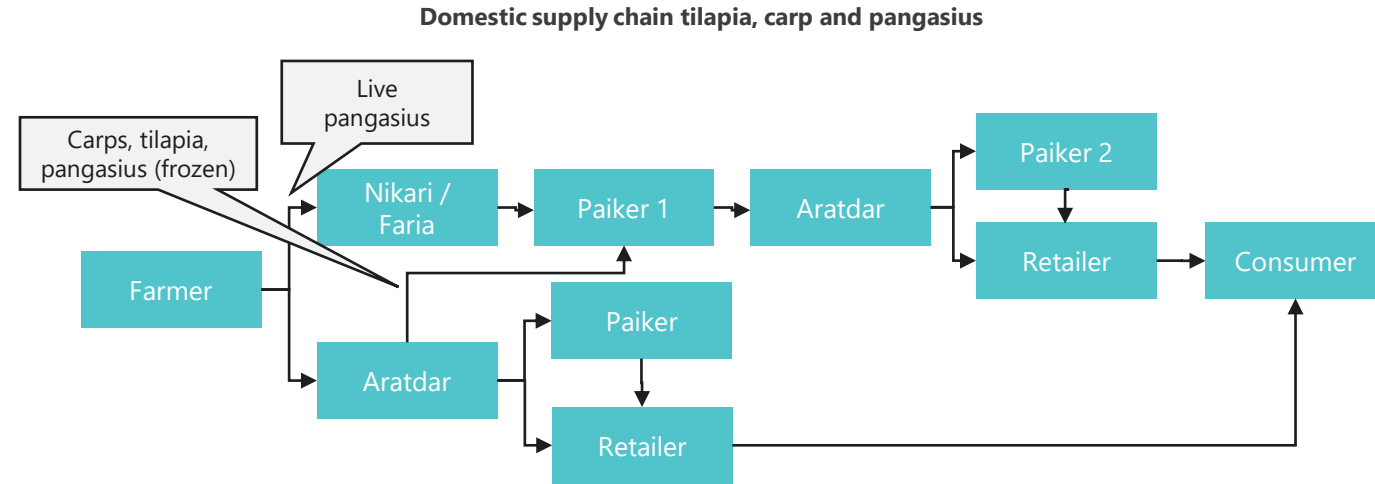 Domestic supply chain tilapia, carp and pangasius
Live
pangasius
Carps, tilapia,
pangasius (frozen)
Nikari /
Faria
Paiker 1
Aratdar
Paiker 2
Retailer
Consumer
Farmer
Aratdar
Paiker
Retailer